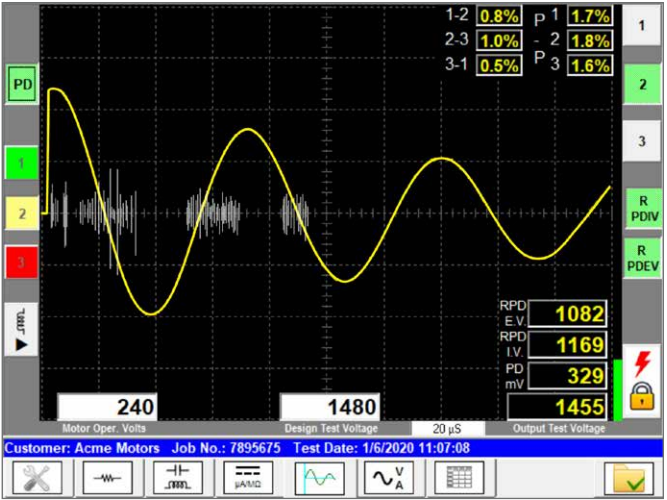 1-2 0.8% P 1 1.7%
2-3 1.0% - 2 1.8%
3-1 0.5% P 3 1.6%
1
PD
2
1
3
2
R
PDIV
3
R
PDEV
RPD
E.V. 1082
RPD
I.V. 1169
PD
mV 329
240 1480 1455
Motor Oper. Volts Design Test Voltage 20 µS Output Test Voltage
Customer: Acme Motors Job No.: 7895675 Test Date: 1/6/2020 11:07:08
µA/MΩ
V
A